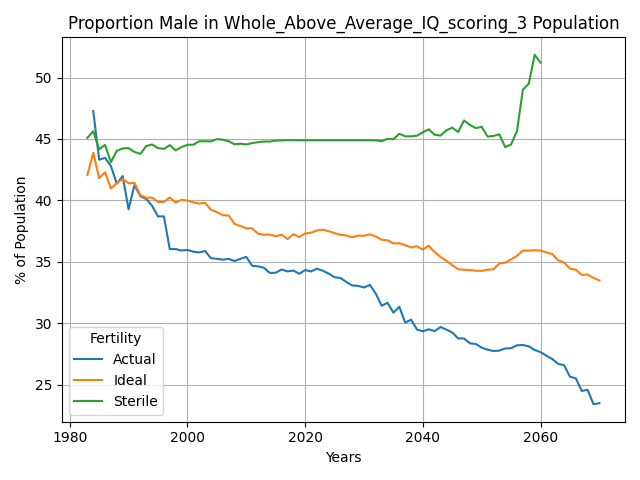 Proportion Male in Whole_Above_Average_IQ_scoring_3 Population
% of Population
50
45
40
35
30
25
Fertility
Actual
Ideal
Sterile
1980
2000
2020
2040
2060
Years